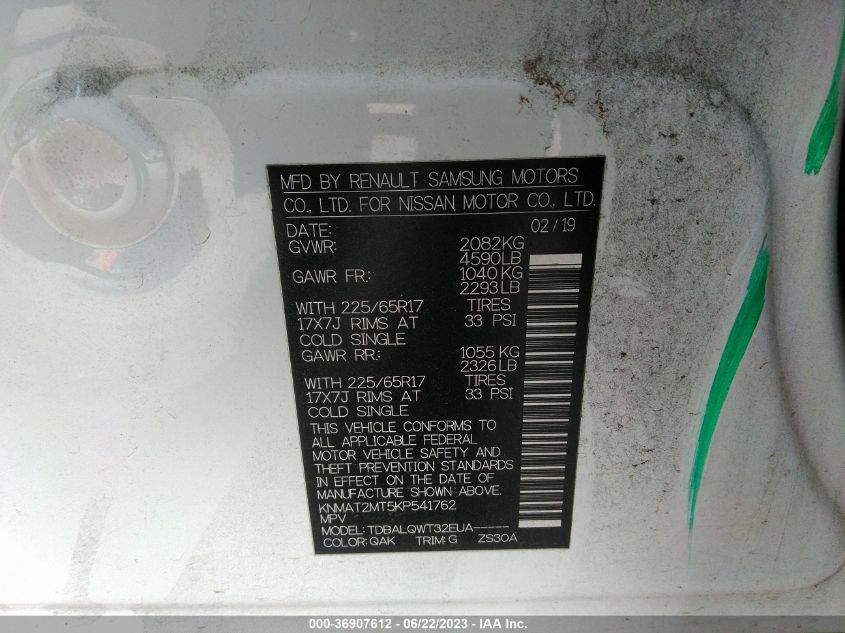 MFD BY RENAULT SAMSUNG MOTORS
CO., LTD. FOR NISSAN MOTOR CO., LTD.
DATE: 02/19
GVWR: 2082KG
4590LB
GAWR FR.: 1040 KG
2293 LB
WITH 225/65R17 TIRES
17X7J RIMS AT 33 PSI
COLD SINGLE
GAWR RR.: 1055 KG
2326 LB
WITH 225/65R17 TIRES
17X7J RIMS AT 33 PSI
COLD SINGLE
THIS VEHICLE CONFORMS TO
ALL APPLICABLE FEDERAL
MOTOR VEHICLE SAFETY AND
THEFT PREVENTION STANDARDS
IN EFFECT ON THE DATE OF
MANUFACTURE SHOWN ABOVE.
KNMAT2MT5KP541762
MPV
MODEL: TDBALQWT32EUA-----
COLOR: QAK TRIM: G ZS30A
000-36907612 - 06/22/2023 - IAA Inc.